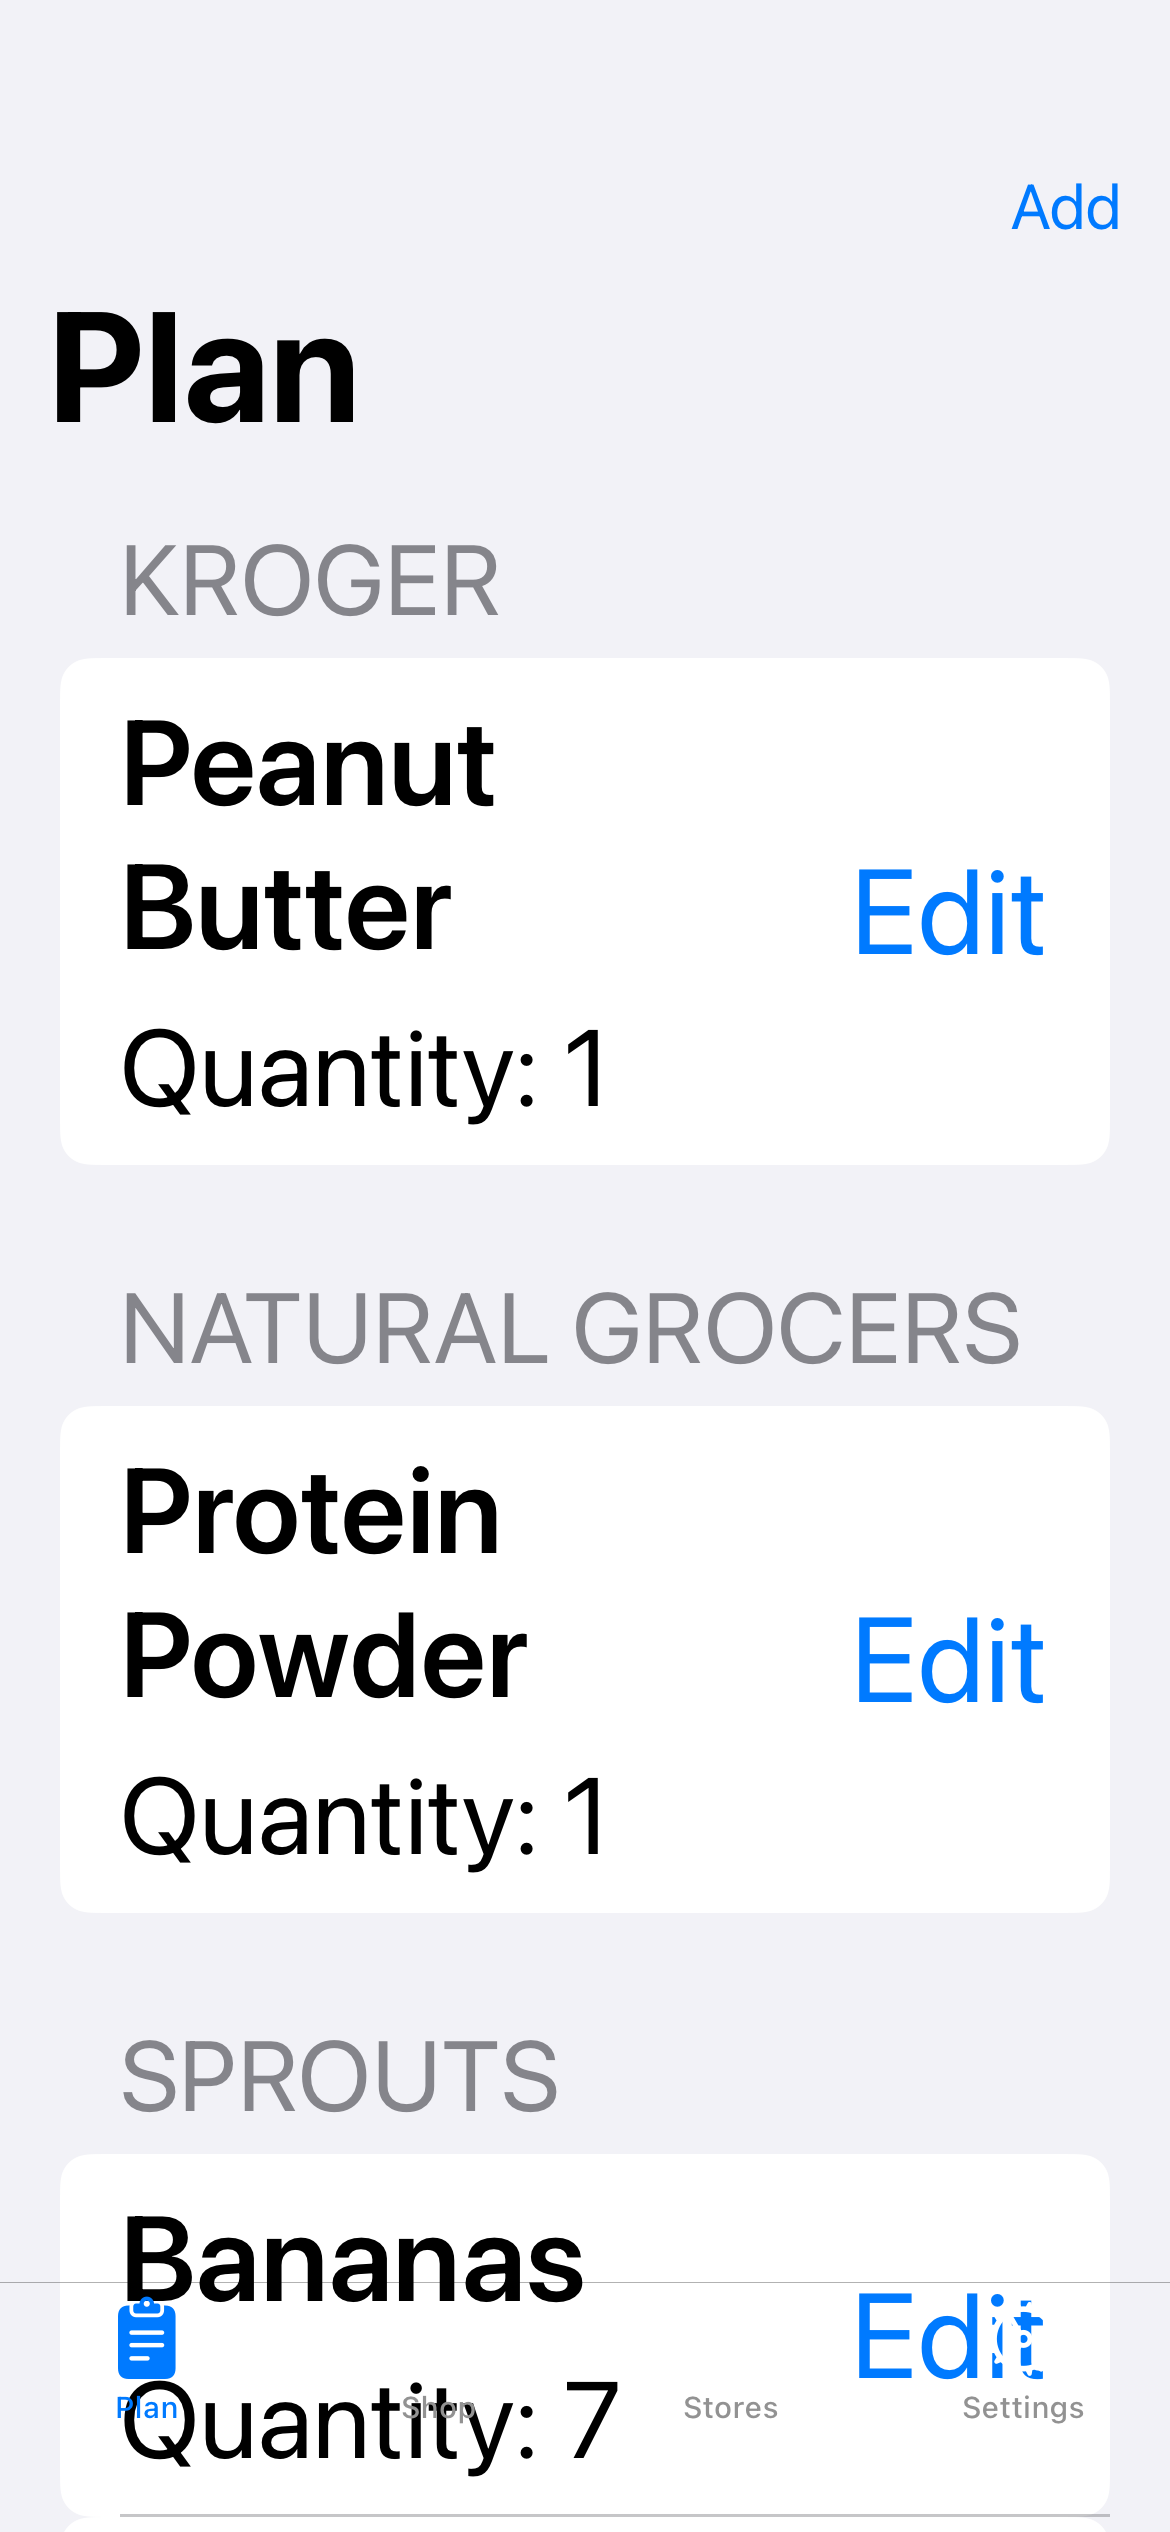 Add
Plan
KROGER
Peanut
Butter
Edit
Quantity: 1
NATURAL GROCERS
Protein
Powder
Edit
Quantity: 1
SPROUTS
Bananas
Edit
Quantity: 7
Plan
Shop
Stores
Settings